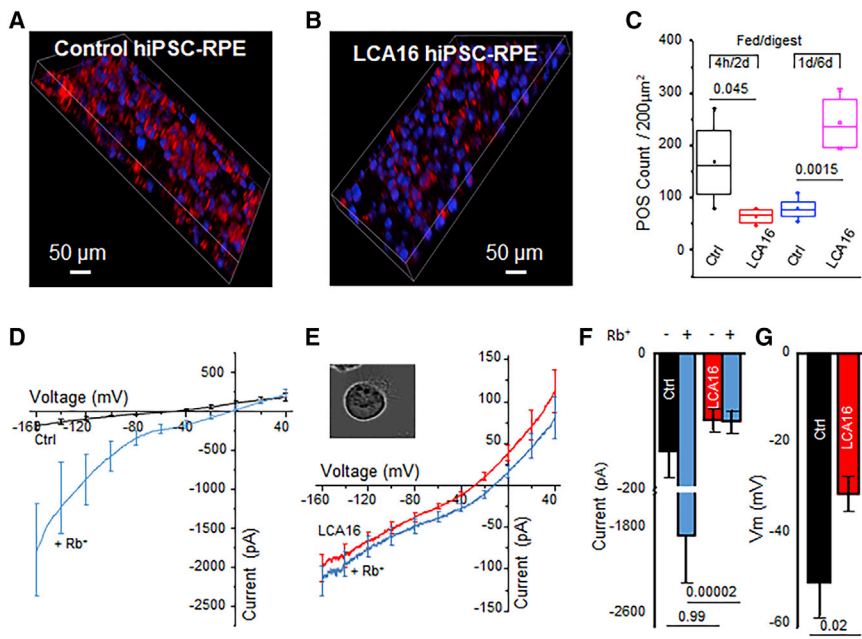 A
Control hiPSC-RPE
50 µm
B
LCA16 hiPSC-RPE
50 µm
C
Fed/digest
4h/2d
1d/6d
0.045
0.0015
POS Count / 200µm²
400
300
200
100
0
Ctrl
LCA16
Ctrl
LCA16
D
Voltage (mV)
-160
-120
-80
-40
0
40
500
-500
-1000
-1500
-2000
-2500
Ctrl
+ Rb⁺
Current (pA)
E
Voltage (mV)
-160
-120
-80
-40
0
40
150
100
50
-50
-100
-150
LCA16
+ Rb⁺
Current (pA)
F
Rb⁺
-
+
-
+
0
-200
-1800
-2600
Current (pA)
Ctrl
LCA16
0.00002
0.99
G
0
-20
-40
-60
Vm (mV)
Ctrl
LCA16
0.02